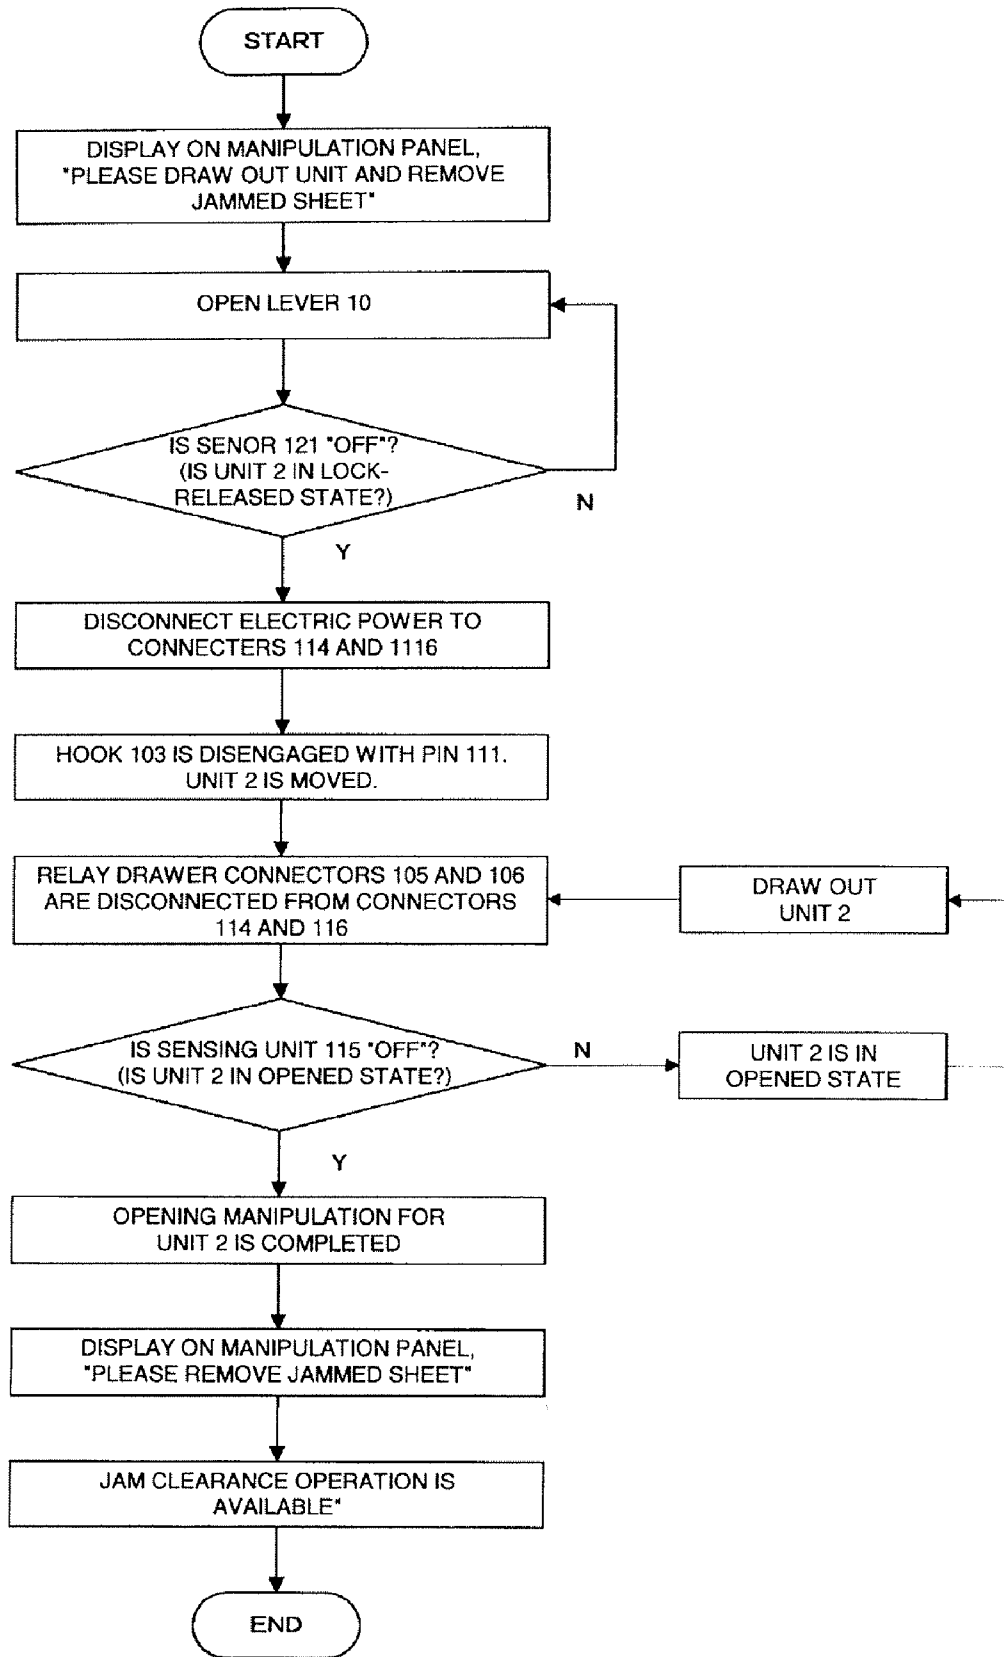 START
DISPLAY ON MANIPULATION PANEL,
"PLEASE DRAW OUT UNIT AND REMOVE
JAMMED SHEET"
OPEN LEVER 10
IS SENOR 121 "OFF"?
(IS UNIT 2 IN LOCK-
RELEASED STATE?)
N
Y
DISCONNECT ELECTRIC POWER TO
CONNECTERS 114 AND 1116
HOOK 103 IS DISENGAGED WITH PIN 111.
UNIT 2 IS MOVED.
RELAY DRAWER CONNECTORS 105 AND 106
ARE DISCONNECTED FROM CONNECTORS
114 AND 116
DRAW OUT
UNIT 2
IS SENSING UNIT 115 "OFF"?
(IS UNIT 2 IN OPENED STATE?)
N
UNIT 2 IS IN
OPENED STATE
Y
OPENING MANIPULATION FOR
UNIT 2 IS COMPLETED
DISPLAY ON MANIPULATION PANEL,
"PLEASE REMOVE JAMMED SHEET"
JAM CLEARANCE OPERATION IS
AVAILABLE"
END